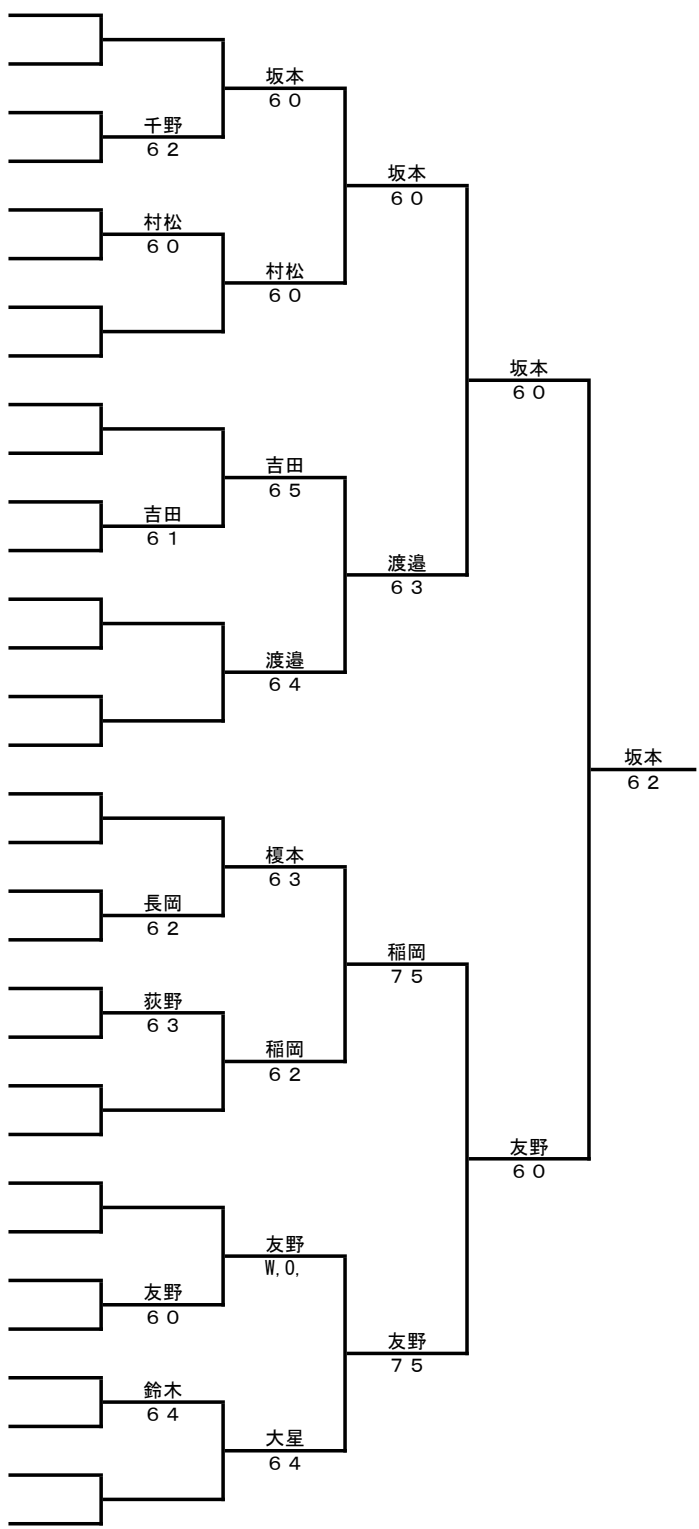 坂本
６０
千野
６２
坂本
６０
村松
６０
村松
６０
坂本
６０
吉田
６５
吉田
６１
渡邉
６３
渡邉
６４
坂本
６２
榎本
６３
長岡
６２
稲岡
７５
荻野
６３
稲岡
６２
友野
６０
友野
W,O,
友野
６０
友野
７５
鈴木
６４
大星
６４